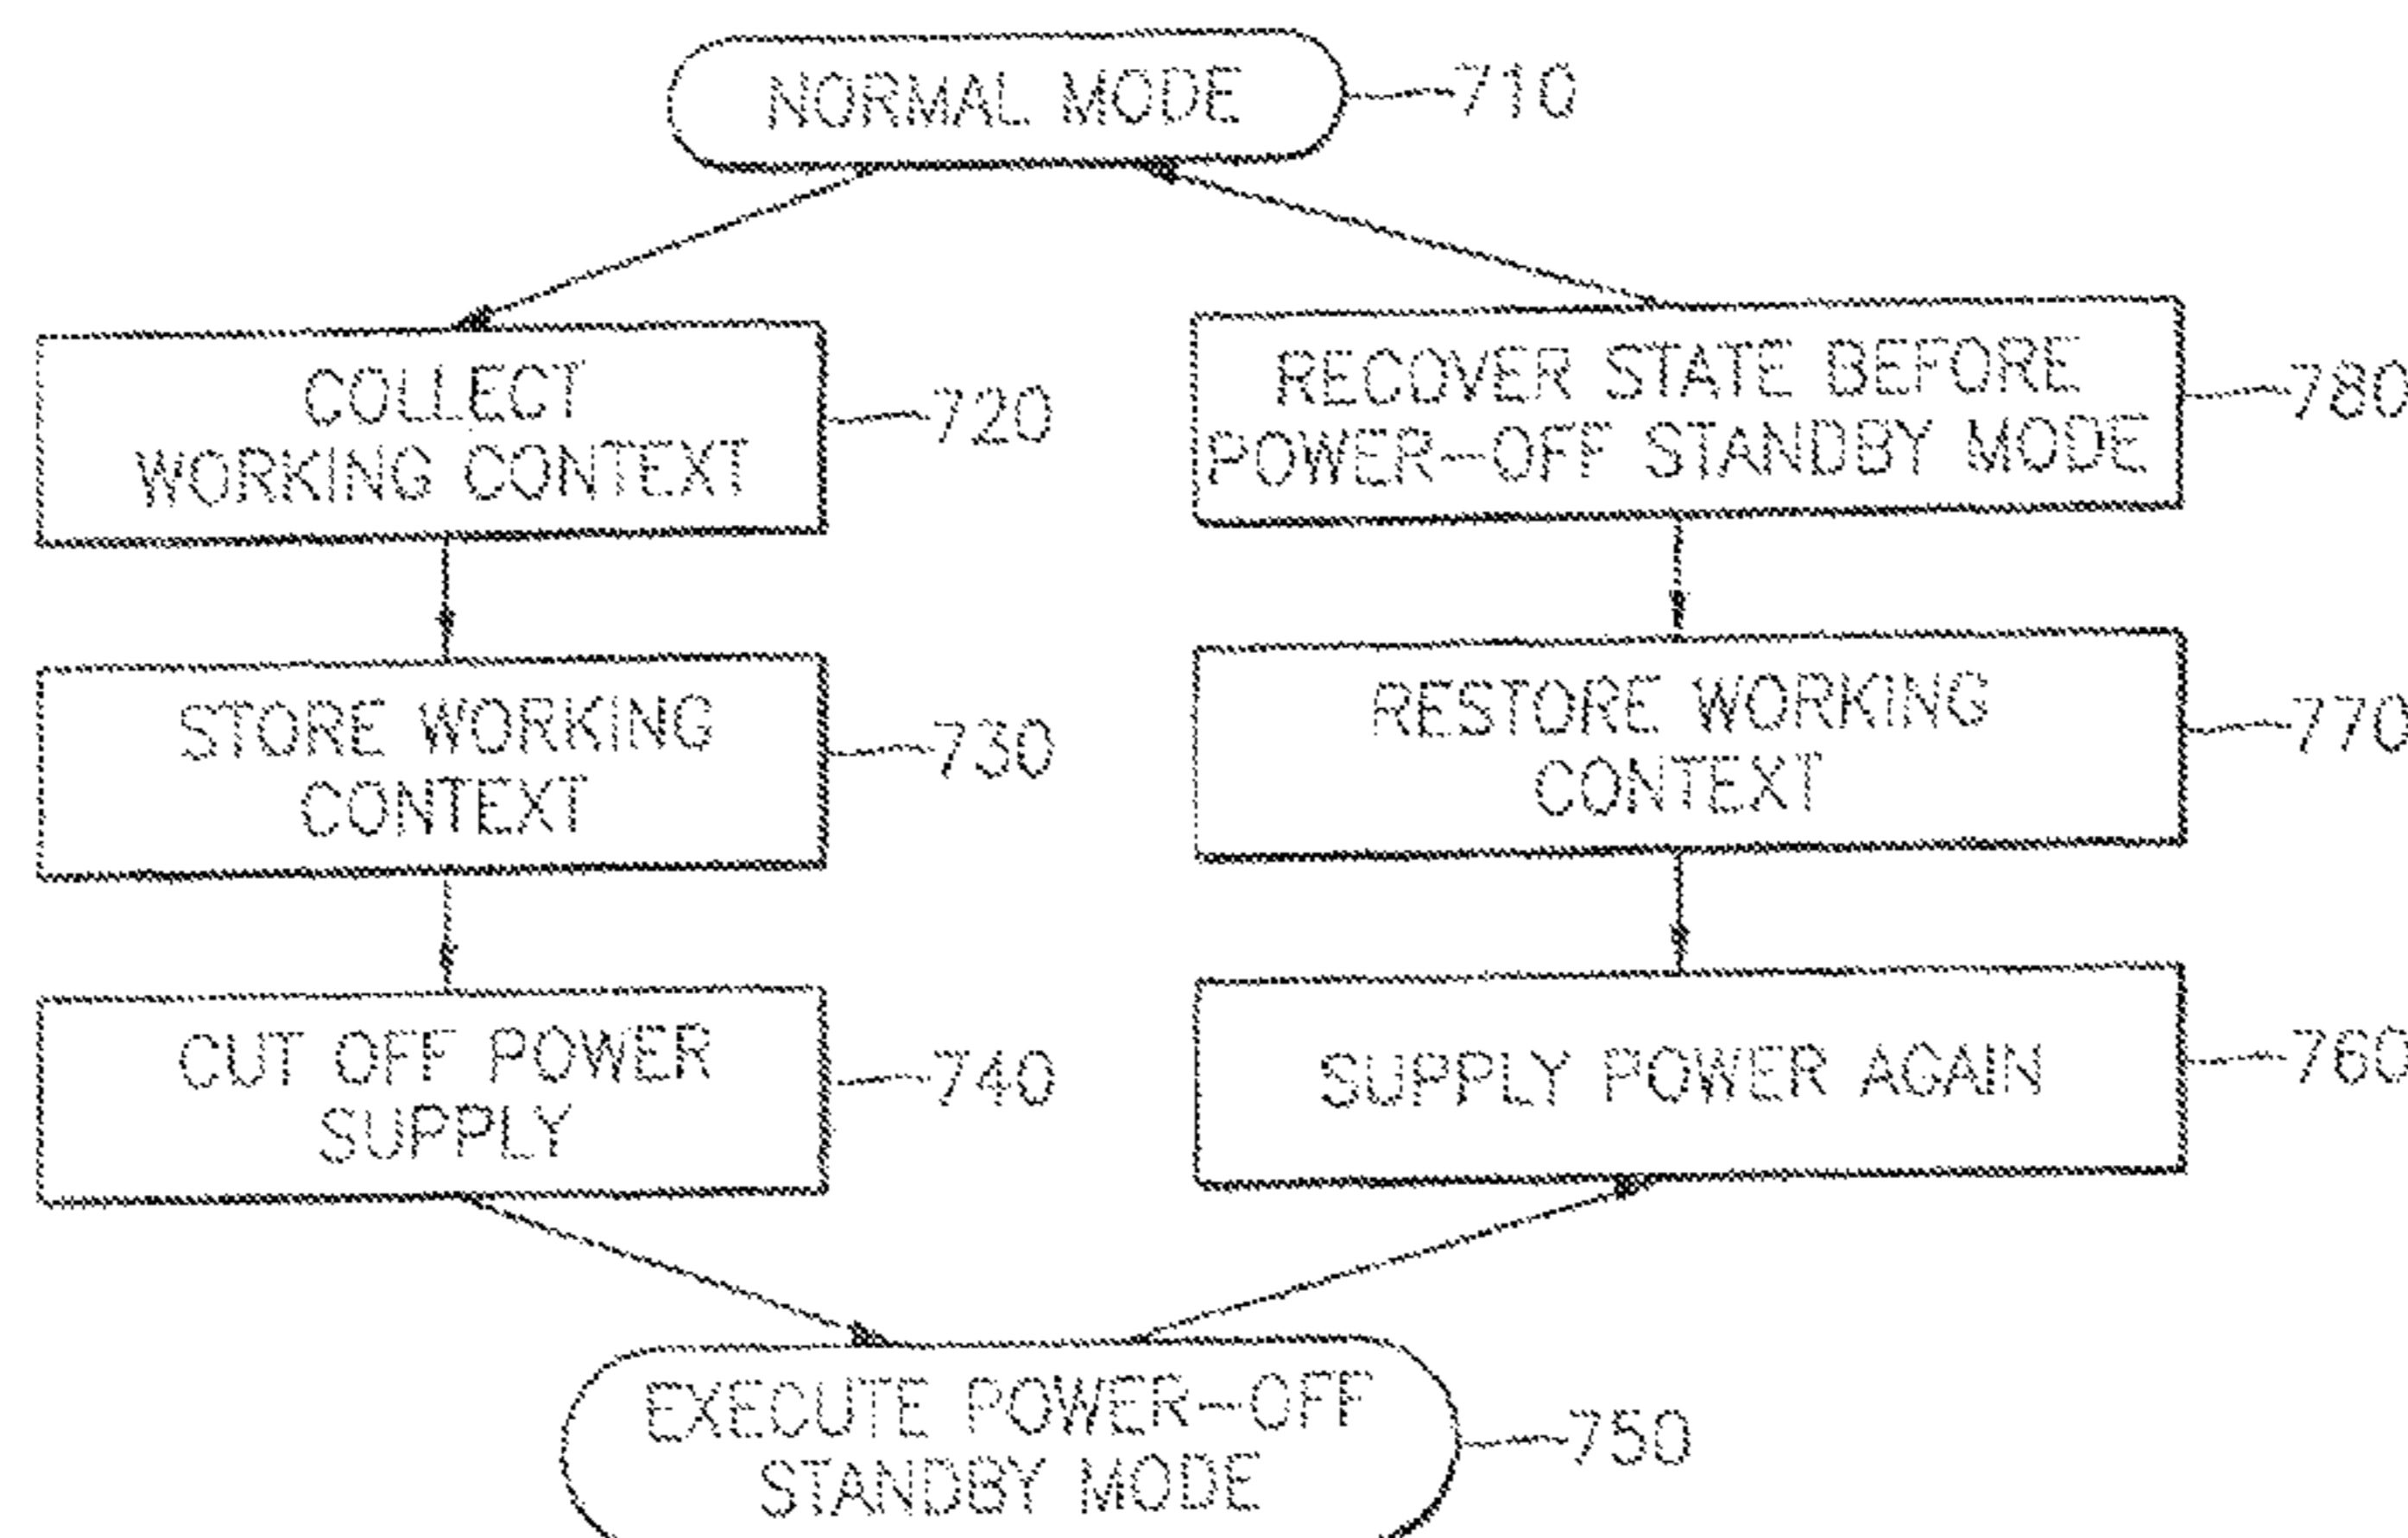 NORMAL MODE
710
COLLECT
WORKING CONTEXT
720
RECOVER STATE BEFORE
POWER-OFF STANDBY MODE
780
STORE WORKING
CONTEXT
730
RESTORE WORKING
CONTEXT
770
CUT OFF POWER
SUPPLY
740
SUPPLY POWER AGAIN
760
EXECUTE POWER-OFF
STANDBY MODE
750